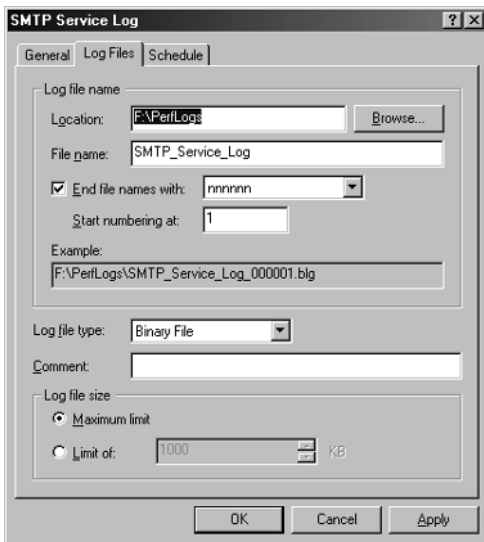 SMTP Service Log
General Log Files Schedule
Log file name
Location: F:\PerfLogs Browse...
File name: SMTP_Service_Log
End file names with: nnnnnn
Start numbering at: 1
Example:
F:\PerfLogs\SMTP_Service_Log_000001.blg
Log file type: Binary File
Comment:
Log file size
Maximum limit
Limit of: 1000 KB
OK Cancel Apply